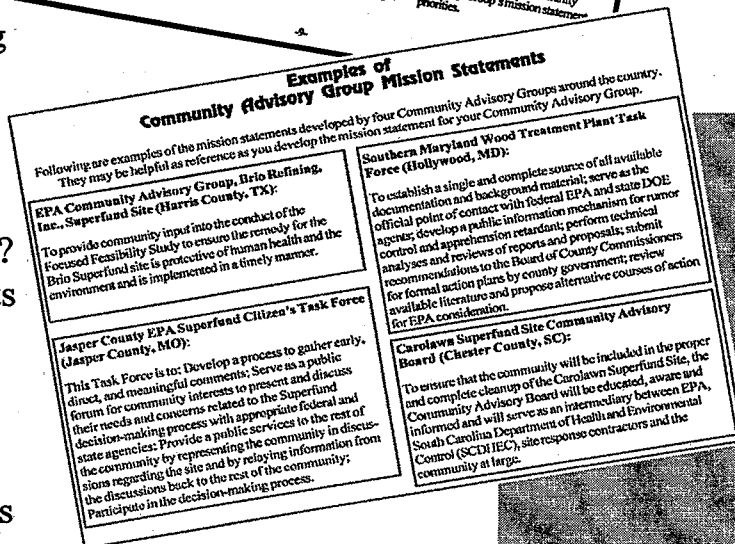 group's mission statement
priorities.
-9-
g
?
ts
s
Examples of
Community Advisory Group Mission Statements
Following are examples of the mission statements developed by four Community Advisory Groups around the country.
They may be helpful as reference as you develop the mission statement for your Community Advisory Group.
EPA Community Advisory Group, Brio Refining,
Inc., Superfund Site (Harris County, TX):
To provide community input into the conduct of the
Focused Feasibility Study to ensure the remedy for the
Brio Superfund site is protective of human health and the
environment and is implemented in a timely manner.
Jasper County EPA Superfund Citizen's Task Force
(Jasper County, MO):
This Task Force is to: Develop a process to gather early,
direct, and meaningful comments; Serve as a public
forum for community interests to present and discuss
their needs and concerns related to the Superfund
decision-making process with appropriate federal and
state agencies; Provide a public services to the rest of
the community by representing the community in discus-
sions regarding the site and by relaying information from
the discussions back to the rest of the community;
Participate in the decision-making process.
Southern Maryland Wood Treatment Plant Task
Force (Hollywood, MD):
To establish a single and complete source of all available
documentation and background material; serve as the
official point of contact with federal EPA and state DOE
agents; develop a public information mechanism for rumor
control and apprehension retardant; perform technical
analyses and reviews of reports and proposals; submit
recommendations to the Board of County Commissioners
for formal action plans by county government; review
available literature and propose alternative courses of action
for EPA consideration.
Carolawn Superfund Site Community Advisory
Board (Chester County, SC):
To ensure that the community will be included in the proper
and complete cleanup of the Carolawn Superfund Site, the
Community Advisory Board will be educated, aware and
informed and will serve as an intermediary between EPA,
South Carolina Department of Health and Environmental
Control (SCDHEC), site response contractors and the
community at large.